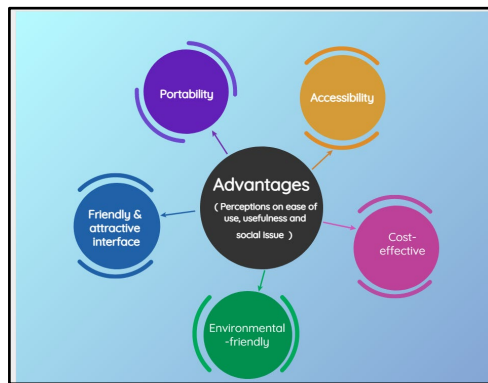 Portability
Accessibility
Advantages
( Perceptions on ease of
use, usefulness and
social issue )
Friendly &
attractive
interface
Cost-
effective
Environmental
-friendly